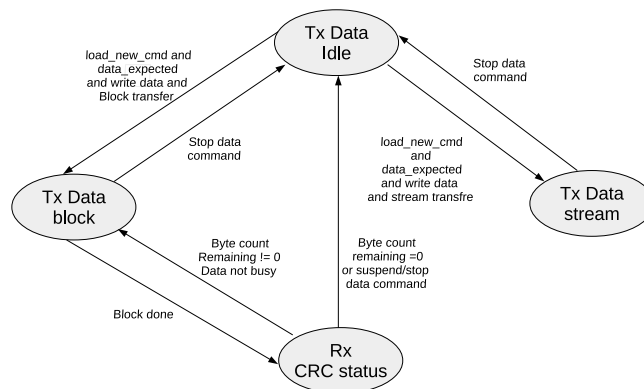 Tx Data
Idle
load_new_cmd and
data_expected
and write data and
Block transfer
Stop data
command
Stop data
command
load_new_cmd
and
data_expected
and write data
and stream transfre
Tx Data
block
Tx Data
stream
Byte count
Remaining != 0
Data not busy
Byte count
remaining =0
or suspend/stop
data command
Block done
Rx
CRC status